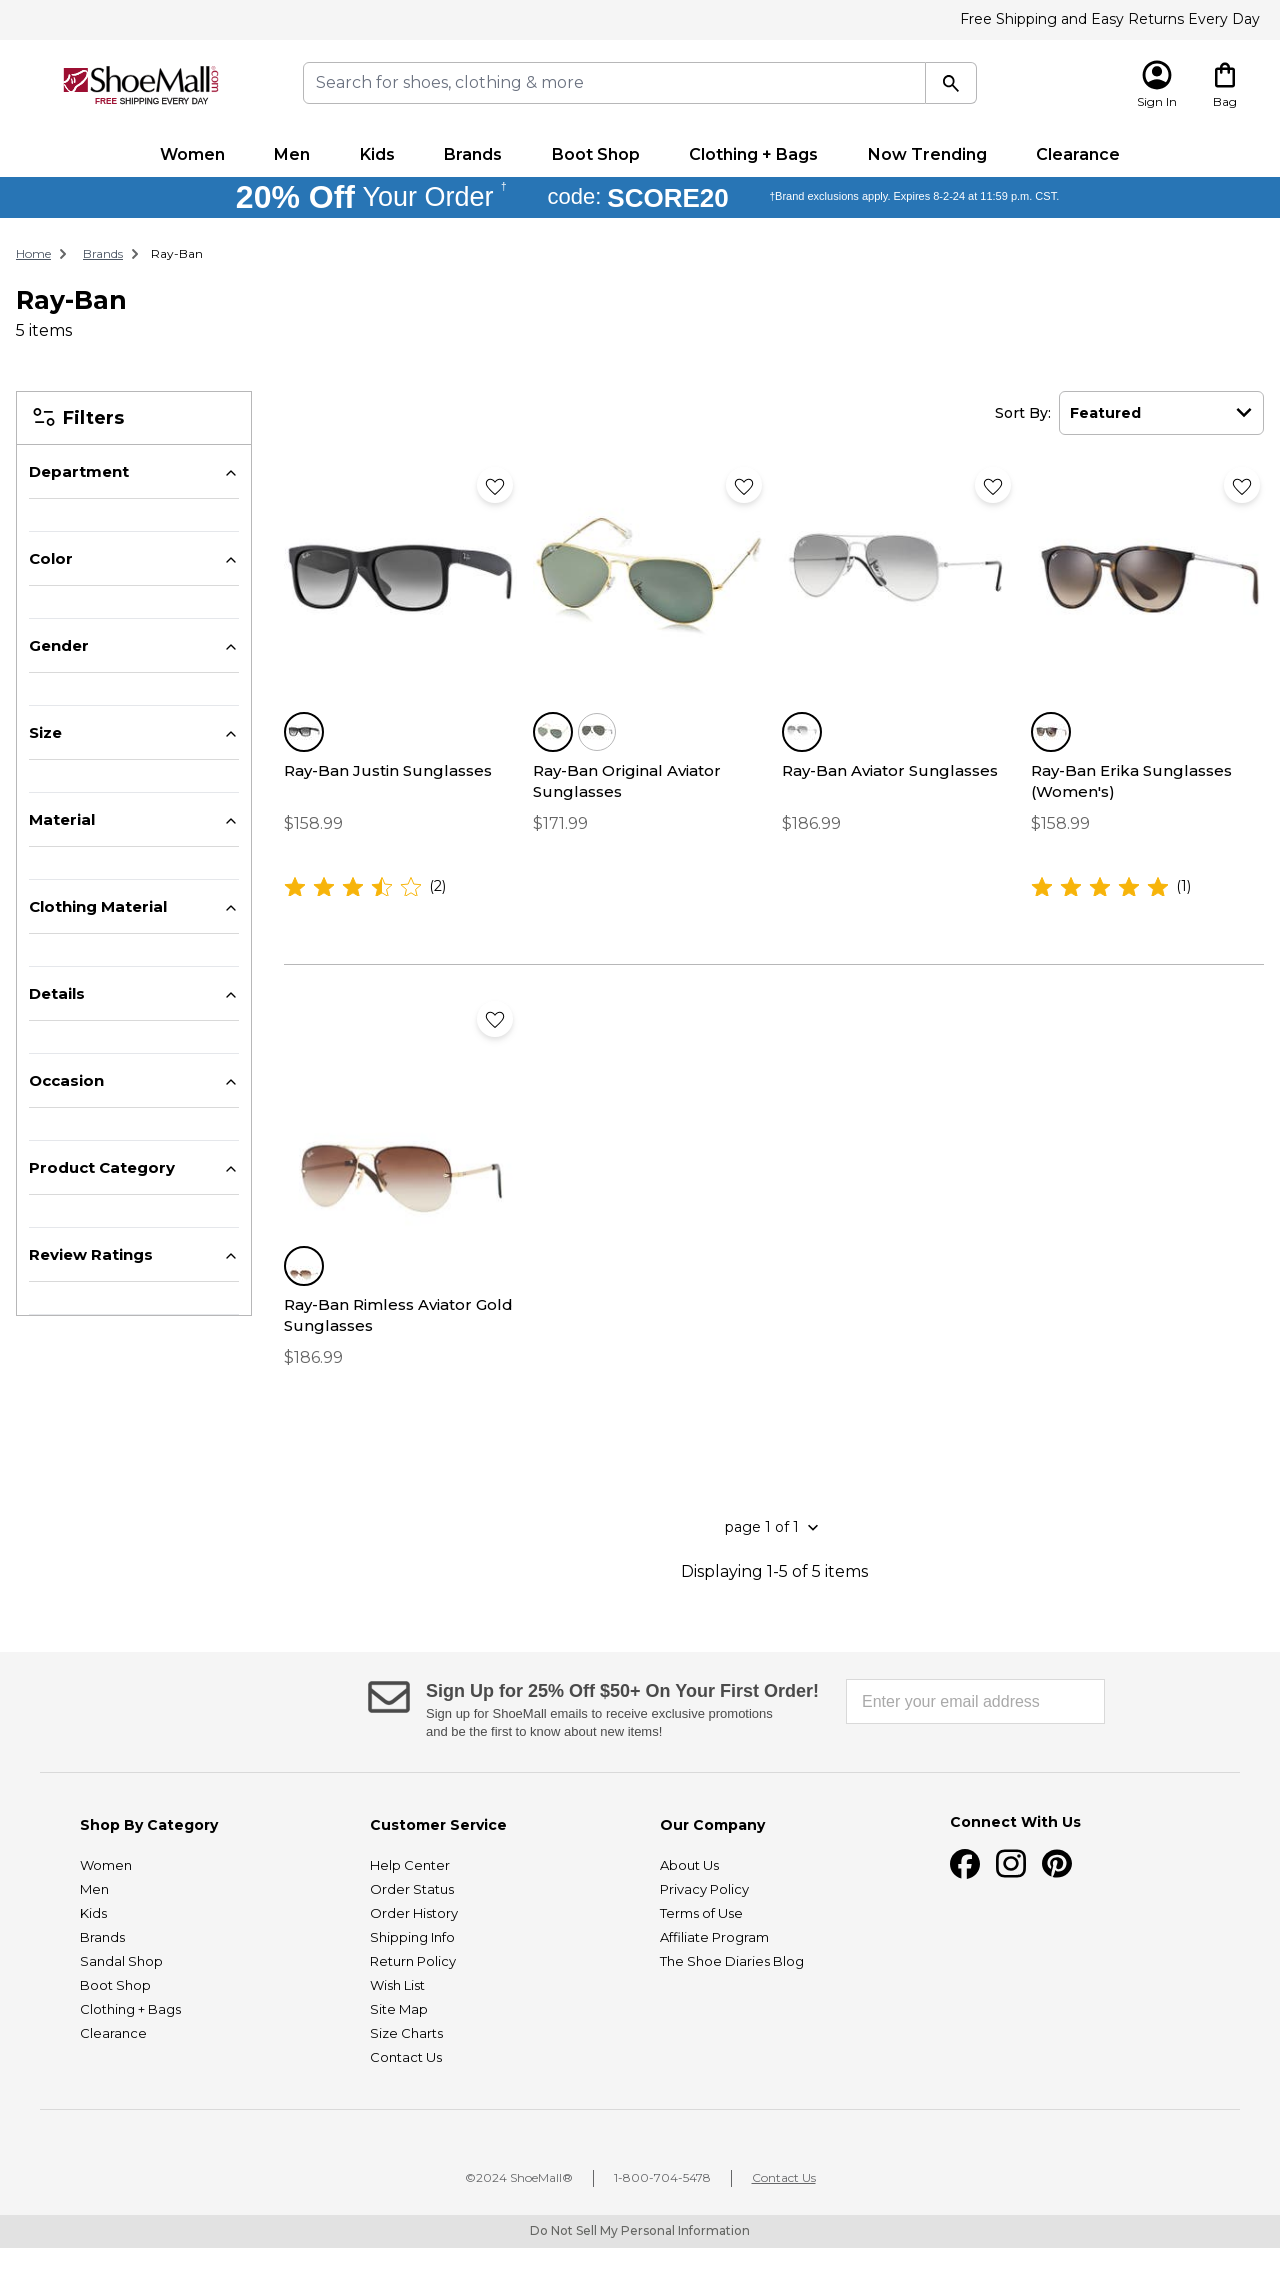 Free Shipping and Easy Returns Every Day
ShoeMall.com
FREE SHIPPING EVERY DAY
Search for shoes, clothing & more
Sign In
Bag
Women Men Kids Brands Boot Shop Clothing + Bags Now Trending Clearance
20% Off Your Order † code: SCORE20 †Brand exclusions apply. Expires 8-2-24 at 11:59 p.m. CST.
Home Brands Ray-Ban
Ray-Ban
5 items
Filters
Department
Color
Gender
Size
Material
Clothing Material
Details
Occasion
Product Category
Review Ratings
Sort By: Featured
Ray-Ban Justin Sunglasses
$158.99
(2)
Ray-Ban Original Aviator
Sunglasses
$171.99
Ray-Ban Aviator Sunglasses
$186.99
Ray-Ban Erika Sunglasses
(Women's)
$158.99
(1)
Ray-Ban Rimless Aviator Gold
Sunglasses
$186.99
page 1 of 1
Displaying 1-5 of 5 items
Sign Up for 25% Off $50+ On Your First Order!
Sign up for ShoeMall emails to receive exclusive promotions
and be the first to know about new items!
Enter your email address
Shop By Category
Women
Men
Kids
Brands
Sandal Shop
Boot Shop
Clothing + Bags
Clearance
Customer Service
Help Center
Order Status
Order History
Shipping Info
Return Policy
Wish List
Site Map
Size Charts
Contact Us
Our Company
About Us
Privacy Policy
Terms of Use
Affiliate Program
The Shoe Diaries Blog
Connect With Us
©2024 ShoeMall® 1-800-704-5478 Contact Us
Do Not Sell My Personal Information